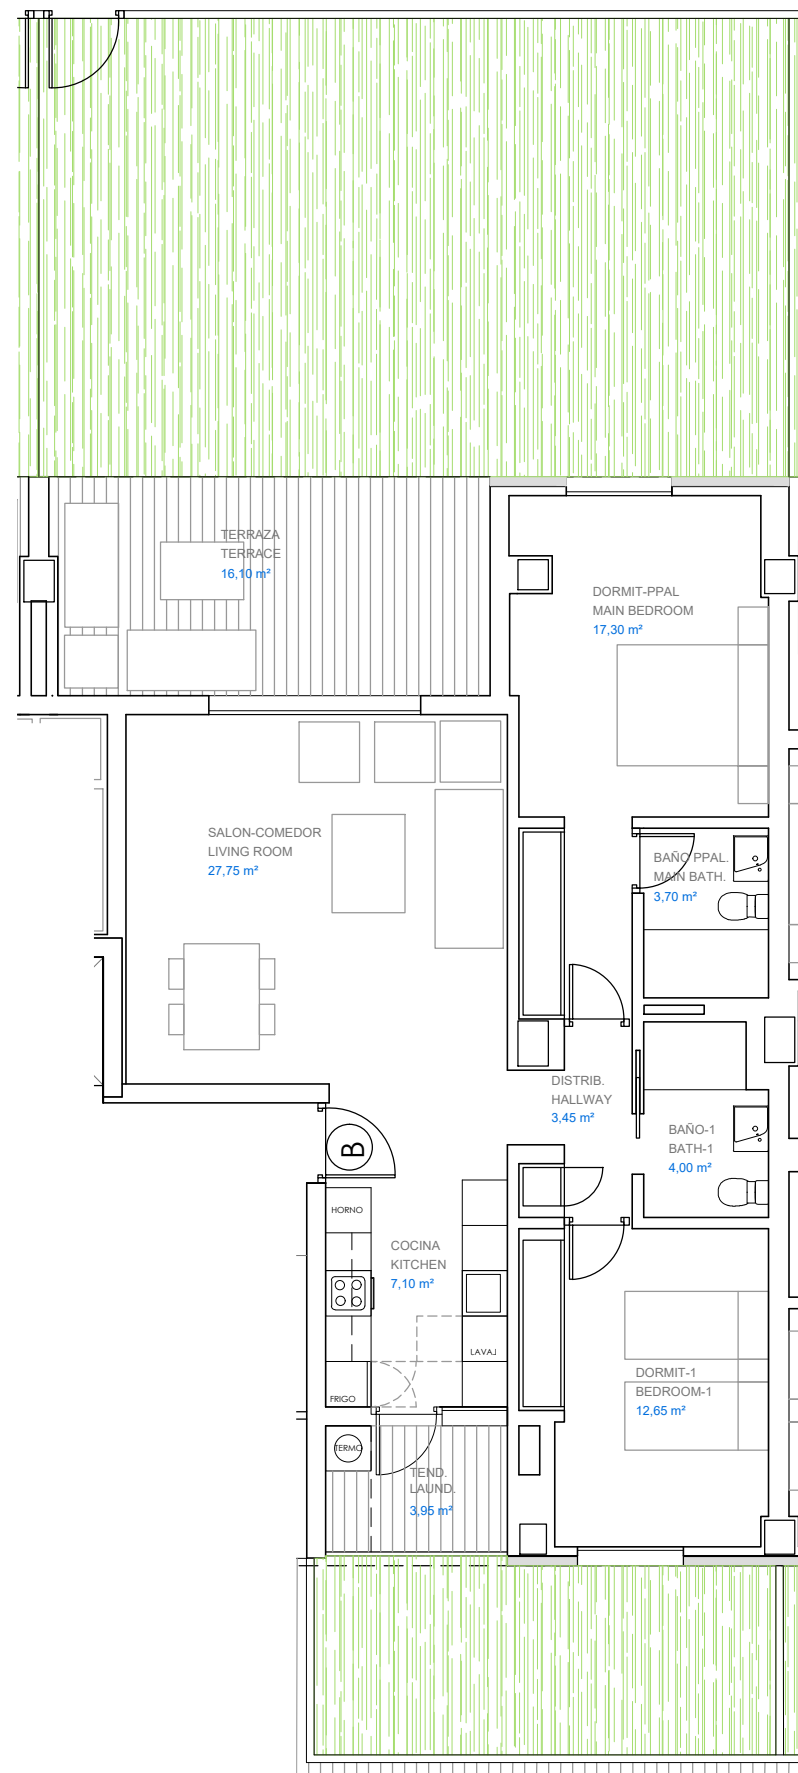 TERRAZA
TERRACE
16,10 m²
DORMIT-PPAL
MAIN BEDROOM
17,30 m²
SALON-COMEDOR
LIVING ROOM
27,75 m²
BAÑO PPAL.
MAIN BATH.
3,70 m²
DISTRIB.
HALLWAY
3,45 m²
BAÑO-1
BATH-1
4,00 m²
B
HORNO
COCINA
KITCHEN
7,10 m²
LAVAJ
FRIGO
DORMIT-1
BEDROOM-1
12,65 m²
TERMO
TEND.
LAUND.
3,95 m²